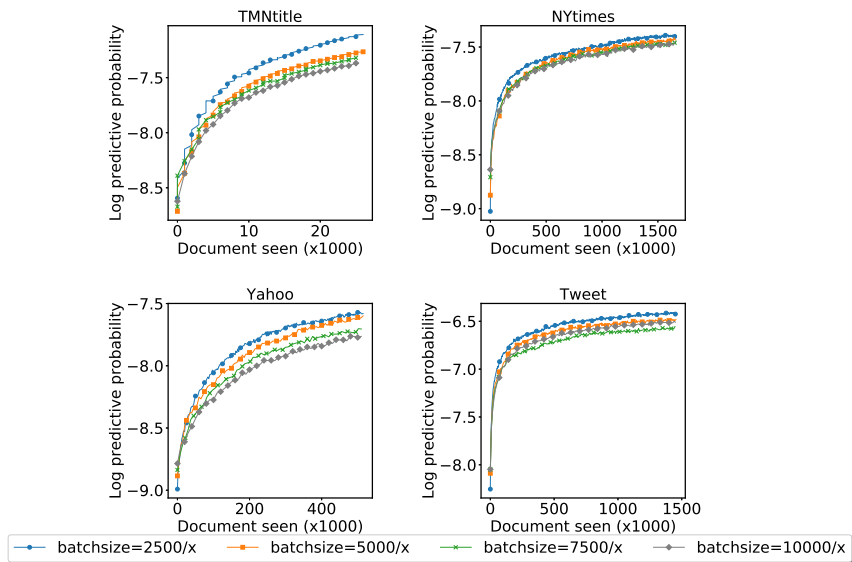 TMNtitle
Log predictive probability
−7.5
−8.0
−8.5
0 10 20
Document seen (x1000)
NYtimes
Log predictive probability
−7.5
−8.0
−8.5
−9.0
0 500 1000 1500
Document seen (x1000)
Yahoo
Log predictive probability
−7.5
−8.0
−8.5
−9.0
0 200 400
Document seen (x1000)
Tweet
Log predictive probability
−6.5
−7.0
−7.5
−8.0
0 500 1000 1500
Document seen (x1000)
batchsize=2500/x batchsize=5000/x batchsize=7500/x batchsize=10000/x